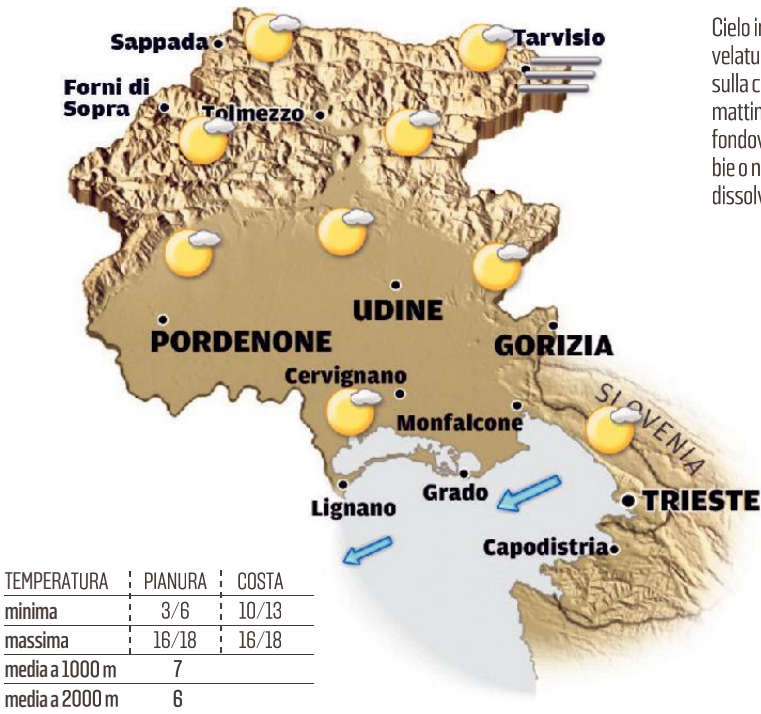 Sappada
Tarvisio
Forni di
Sopra
Tolmezzo
UDINE
PORDENONE
GORIZIA
Cervignano
Monfalcone
SLOVENIA
Lignano
Grado
TRIESTE
Capodistria
TEMPERATURA PIANURA COSTA
minima 3/6 10/13
massima 16/18 16/18
media a 1000 m 7
media a 2000 m 6
Cielo
velatu
sulla c
mattin
fondov
bie o n
dissolv